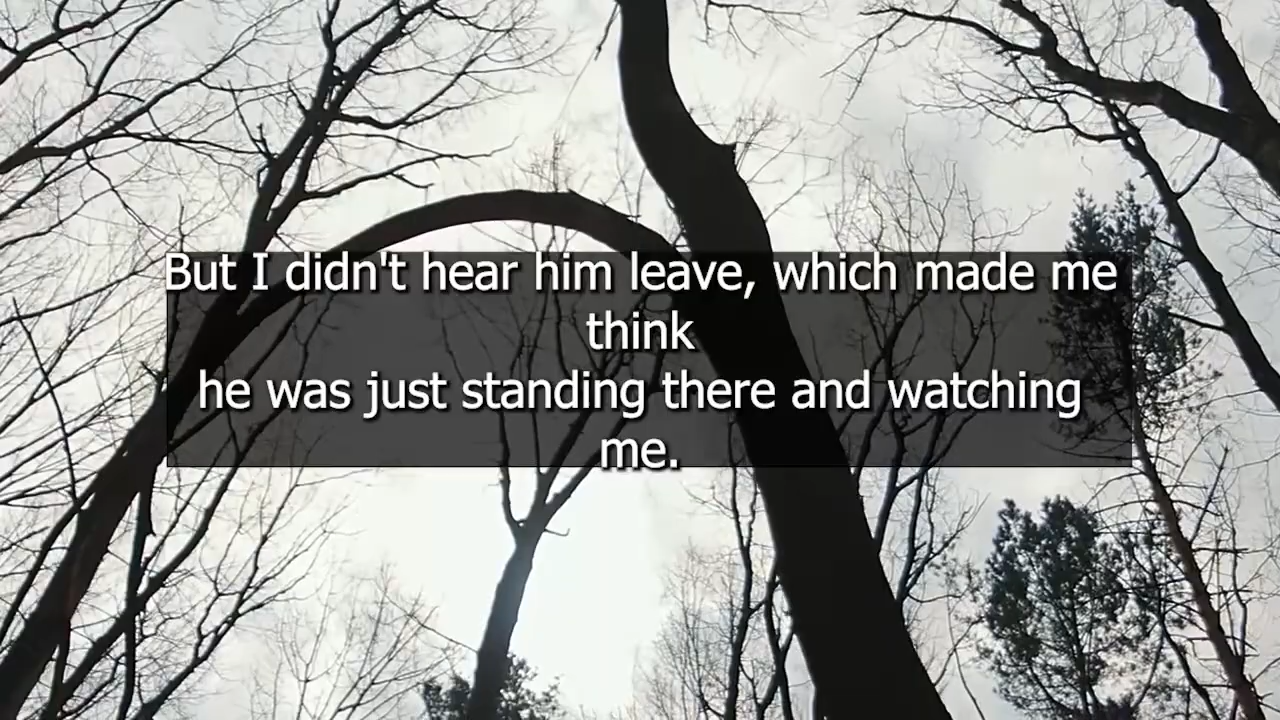 But I didn't hear him leave, which made me
think
he was just standing there and watching
me.